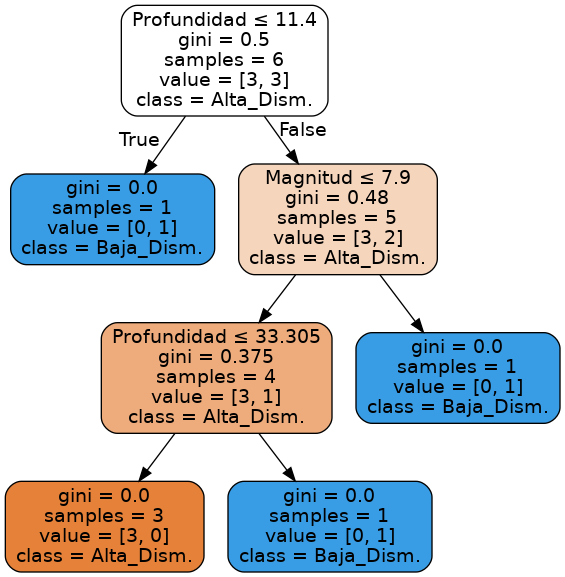 Profundidad ≤ 11.4
gini = 0.5
samples = 6
value = [3, 3]
class = Alta_Dism.
True
False
gini = 0.0
samples = 1
value = [0, 1]
class = Baja_Dism.
Magnitud ≤ 7.9
gini = 0.48
samples = 5
value = [3, 2]
class = Alta_Dism.
Profundidad ≤ 33.305
gini = 0.375
samples = 4
value = [3, 1]
class = Alta_Dism.
gini = 0.0
samples = 1
value = [0, 1]
class = Baja_Dism.
gini = 0.0
samples = 3
value = [3, 0]
class = Alta_Dism.
gini = 0.0
samples = 1
value = [0, 1]
class = Baja_Dism.